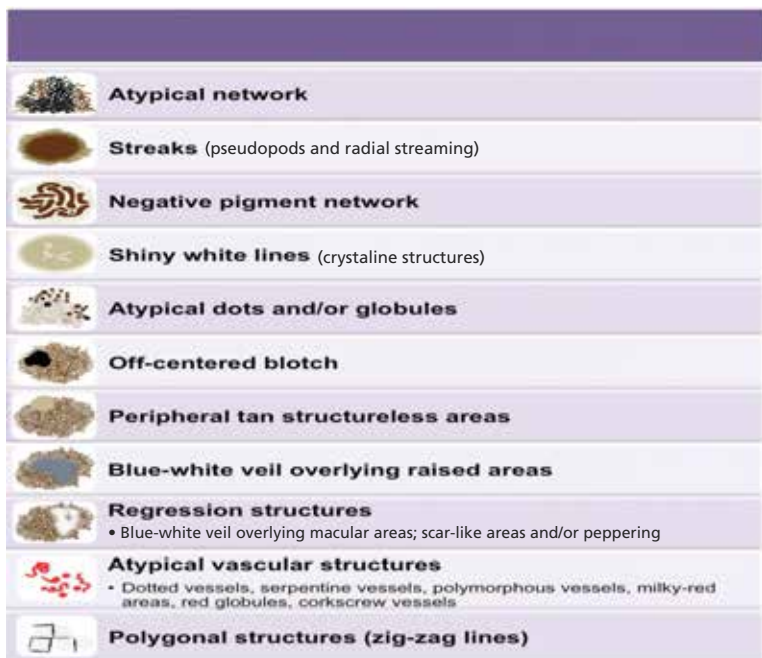 Atypical network
Streaks (pseudopods and radial streaming)
Negative pigment network
Shiny white lines (crystaline structures)
Atypical dots and/or globules
Off-centered blotch
Peripheral tan structureless areas
Blue-white veil overlying raised areas
Regression structures
• Blue-white veil overlying macular areas; scar-like areas and/or peppering
Atypical vascular structures
• Dotted vessels, serpentine vessels, polymorphous vessels, milky-red
areas, red globules, corkscrew vessels
Polygonal structures (zig-zag lines)